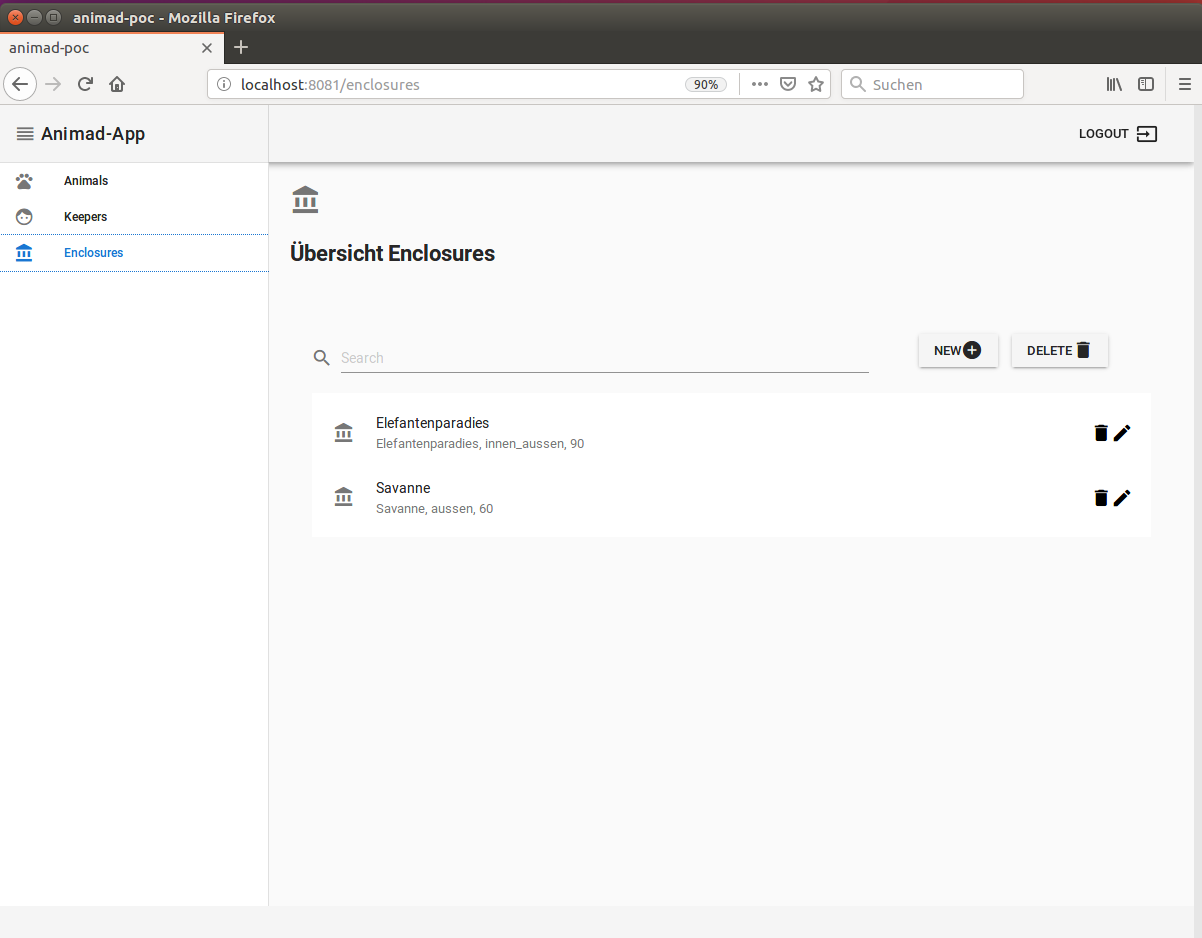 animad-poc - Mozilla Firefox
animad-poc
localhost:8081/enclosures
90%
Suchen
Animad-App
LOGOUT
Animals
Keepers
Enclosures
Übersicht Enclosures
Search
NEW
DELETE
Elefantenparadies
Elefantenparadies, innen_aussen, 90
Savanne
Savanne, aussen, 60